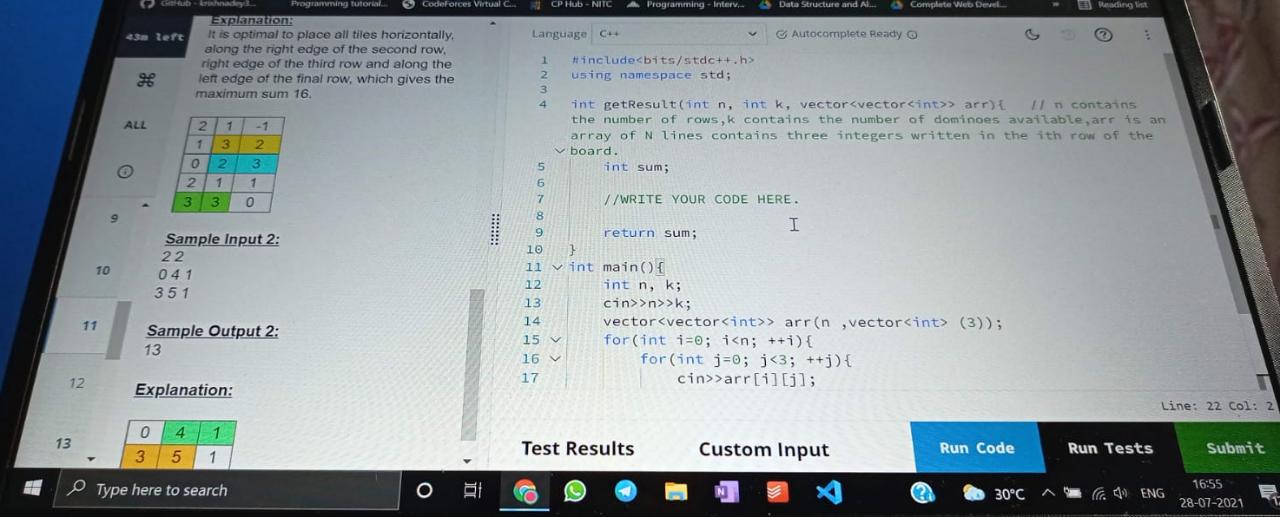 GitHub - krishnadey3...
Programming tutorial...
CodeForces Virtual C...
CP Hub - NITC
Programming - Interv...
Data Structure and Al...
Complete Web Devel...
»
Reading list
43m left
ALL
9
10
11
12
13
Explanation:
It is optimal to place all tiles horizontally,
along the right edge of the second row,
right edge of the third row and along the
left edge of the final row, which gives the
maximum sum 16.
2 1 -1
1 3 2
0 2 3
2 1 1
3 3 0
Sample Input 2:
2 2
0 4 1
3 5 1
Sample Output 2:
13
Explanation:
0 4 1
3 5 1
Language C++
Autocomplete Ready
1 #include<bits/stdc++.h>
2 using namespace std;
3
4 int getResult(int n, int k, vector<vector<int>> arr){ // n contains
the number of rows,k contains the number of dominoes available,arr is an
array of N lines contains three integers written in the ith row of the
board.
5 int sum;
6
7 //WRITE YOUR CODE HERE.
8
9 return sum;
10 }
11 int main(){
12 int n, k;
13 cin>>n>>k;
14 vector<vector<int>> arr(n ,vector<int> (3));
15 for(int i=0; i<n; ++i){
16 for(int j=0; j<3; ++j){
17 cin>>arr[i][j];
Line: 22 Col: 2
Test Results
Custom Input
Run Code
Run Tests
Submit
Type here to search
30°C
ENG
16:55
28-07-2021